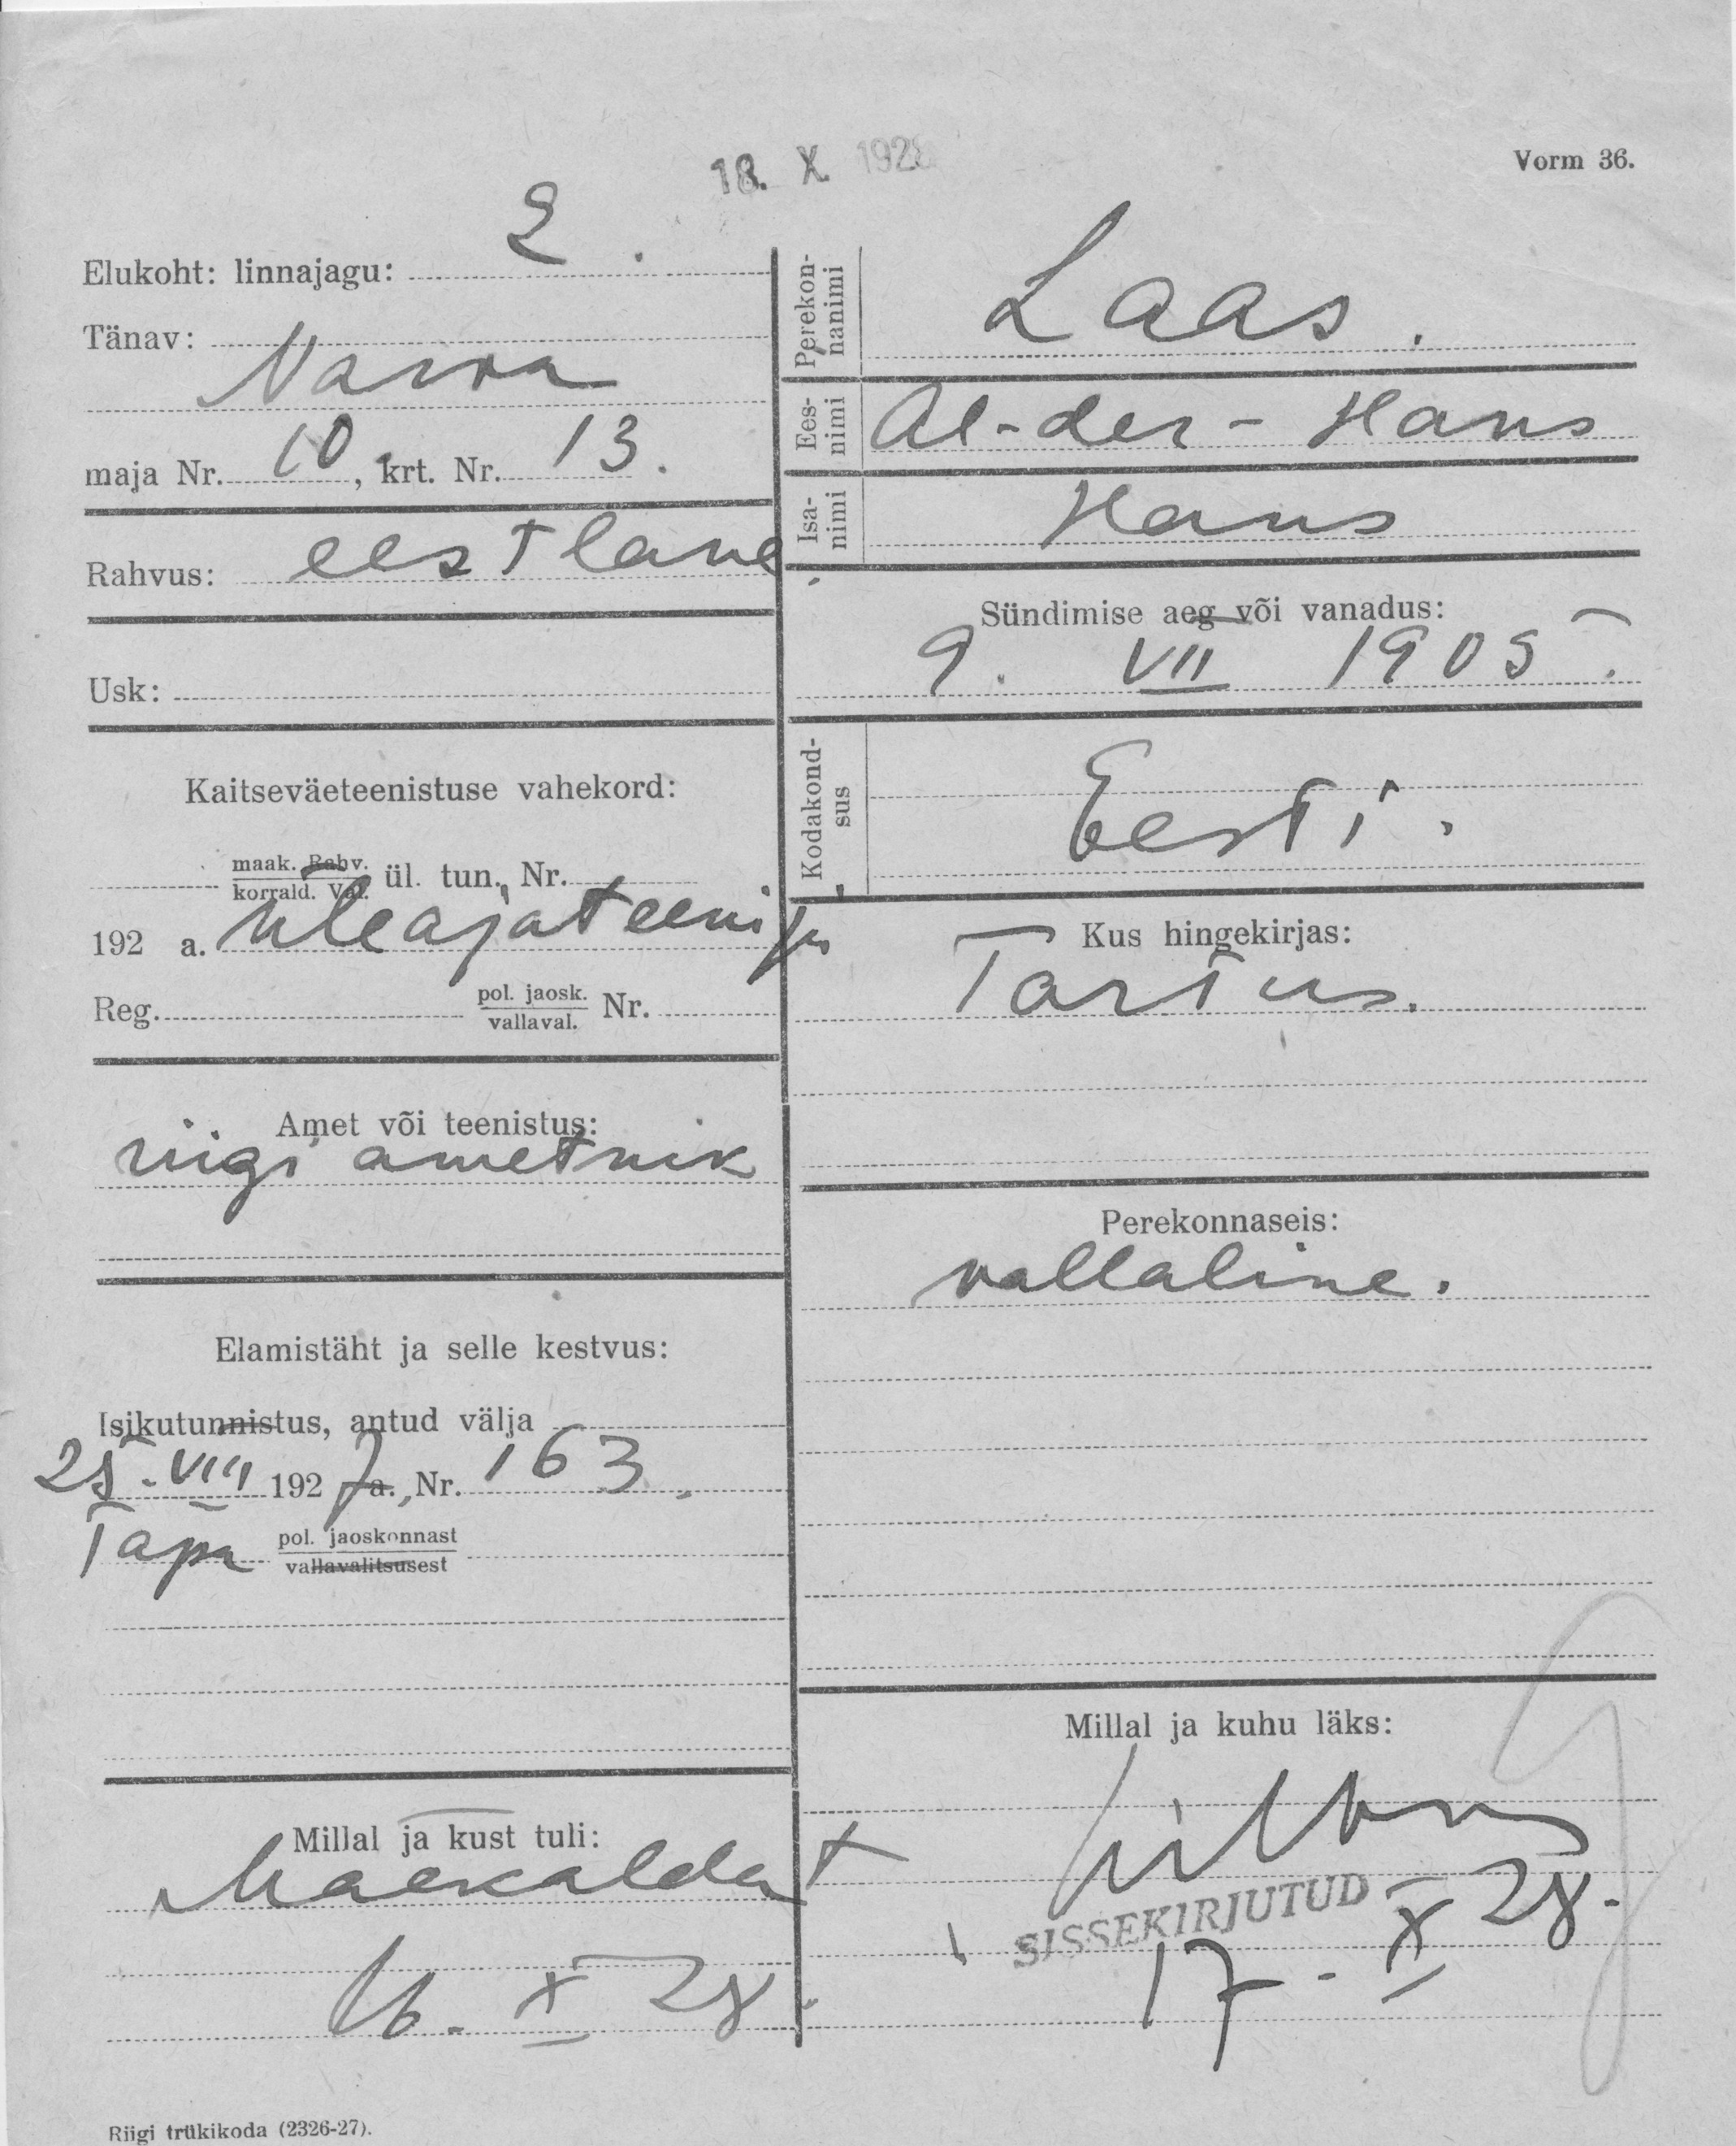 18. X 1928
Vorm 36.
Elukoht: linnajagu: 2.
Tänav:
Narva
maja Nr. 10, krt. Nr. 13.
Rahvus: eestlane
Usk:
Kaitseväeteenistuse vahekord:
maak. Rahv.
korrald. Val. ül. tun., Nr.
192 a. üleajateenija
Reg. pol. jaosk.
vallaval. Nr.
Amet või teenistus:
riigi ametnik
Elamistäht ja selle kestvus:
Isikutunnistus, antud välja
25. VIII 1927 a., Nr. 163.
Tapa pol. jaoskonnast
vallavalitsusest
Millal ja kust tuli:
16. X 28.
Perekon-
nanimi
Laas.
Ees-
nimi
Al-der - Hans
Isa-
nimi
Hans
Sündimise aeg või vanadus:
9. VII 1905.
Kodakond-
sus
Eesti.
Kus hingekirjas:
Tartus.
Perekonnaseis:
vallaline.
Millal ja kuhu läks:
SISSEKIRJUTUD
17. X 28.
Riigi trükikoda (2326-27).